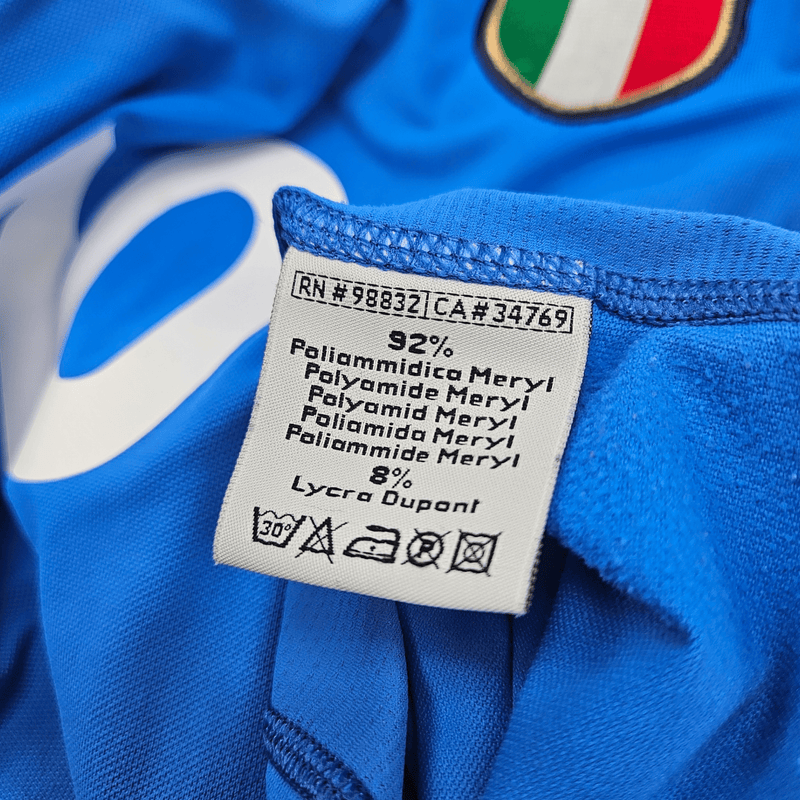 RN #98832 CA#34769
92%
Poliammidica Meryl
Polyamide Meryl
Polyamid Meryl
Poliamida Meryl
Poliammide Meryl
8%
Lycra Dupont
30° P